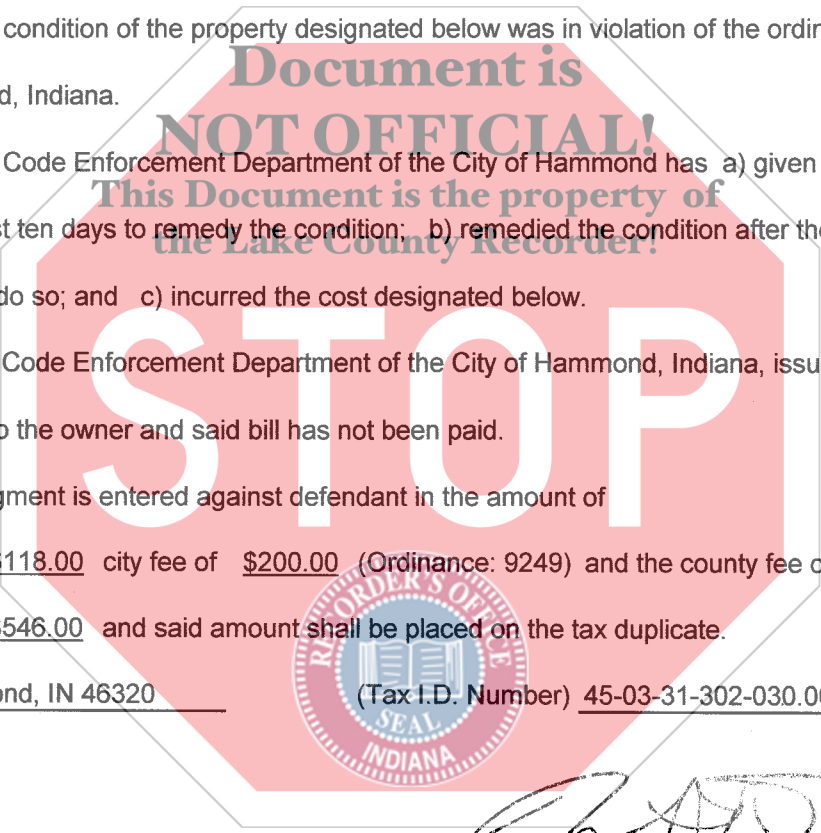 condition of the property designated below was in violation of the ordin
Document is
d, Indiana.
NOT OFFICIAL!
Code Enforcement Department of the City of Hammond has a) given
This Document is the property of
st ten days to remedy the condition; b) remedied the condition after the
the Lake County Recorder!
do so; and c) incurred the cost designated below.
STOP
Code Enforcement Department of the City of Hammond, Indiana, issu
o the owner and said bill has not been paid.
gment is entered against defendant in the amount of
$118.00 city fee of $200.00 (Ordinance: 9249) and the county fee o
$546.00 and said amount shall be placed on the tax duplicate.
RECORDER'S OFFICE
ond, IN 46320 (Tax I.D. Number) 45-03-31-302-030.00
SEAL
INDIANA